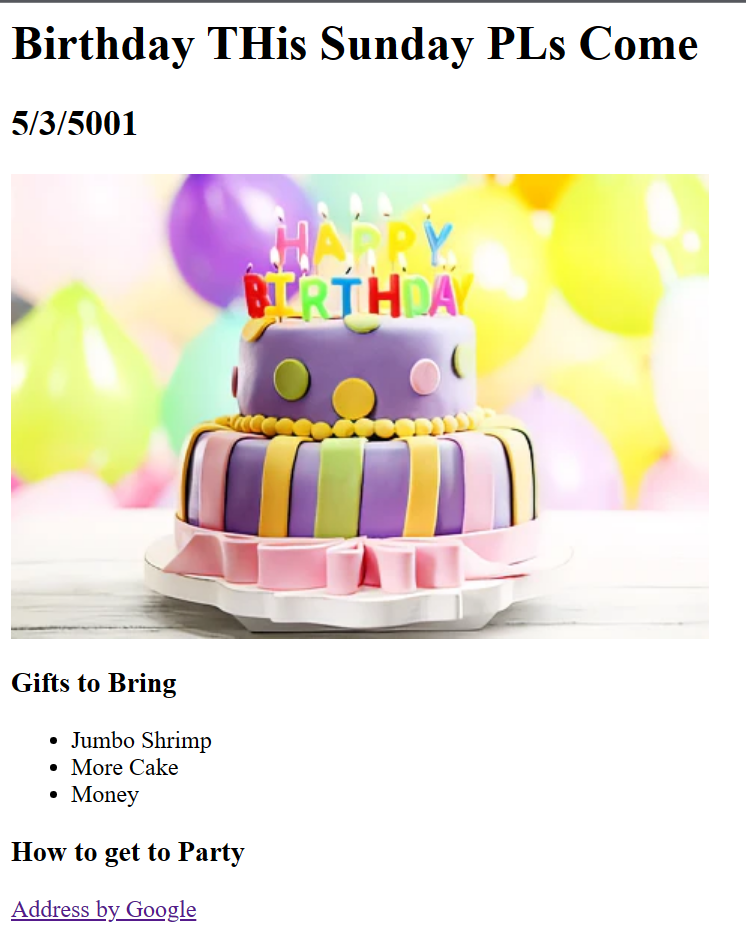 Birthday THis Sunday PLs Come
5/3/5001
HAPPY
BIRTHDAY
Gifts to Bring
Jumbo Shrimp
More Cake
Money
How to get to Party
Address by Google